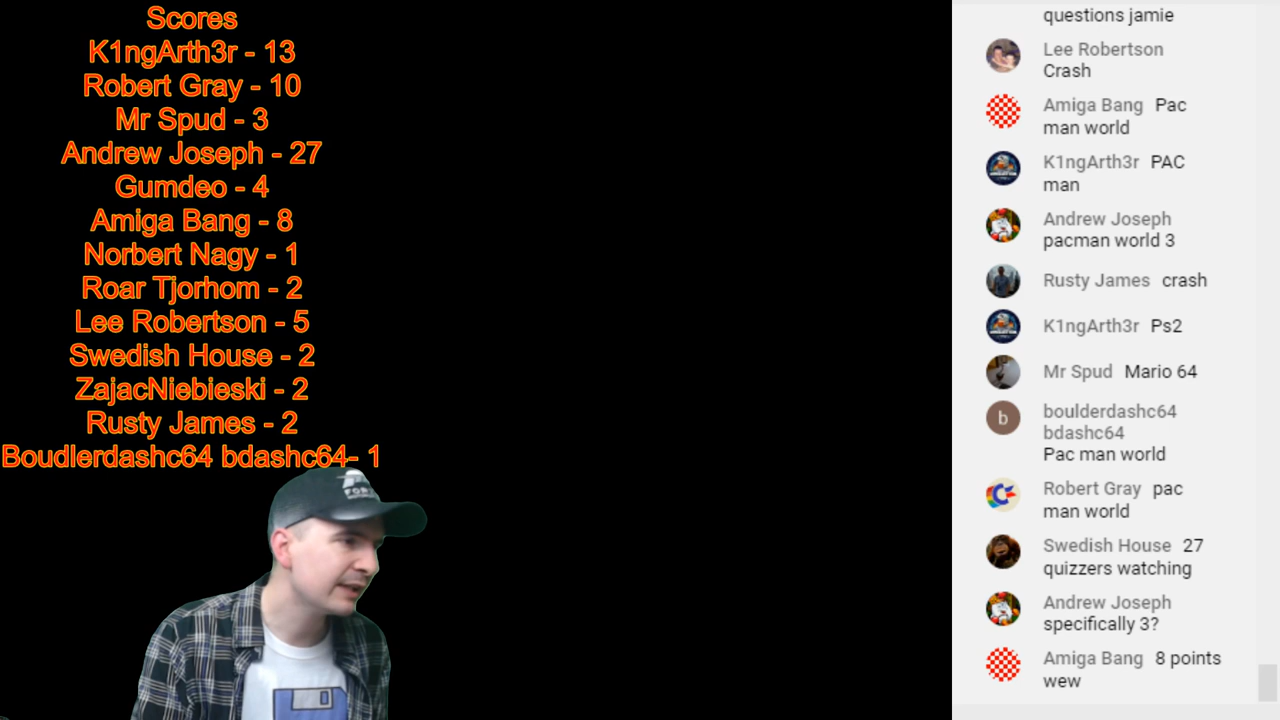 Scores
K1ngArth3r - 13
Robert Gray - 10
Mr Spud - 3
Andrew Joseph - 27
Gumdeo - 4
Amiga Bang - 8
Norbert Nagy - 1
Roar Tjorhom - 2
Lee Robertson - 5
Swedish House - 2
ZajacNiebieski - 2
Rusty James - 2
Boudlerdashc64 bdashc64- 1
questions jamie
Lee Robertson
Crash
Amiga Bang Pac
man world
K1ngArth3r PAC
man
Andrew Joseph
pacman world 3
Rusty James crash
K1ngArth3r Ps2
Mr Spud Mario 64
b
boulderdashc64
bdashc64
Pac man world
Robert Gray pac
man world
Swedish House 27
quizzers watching
Andrew Joseph
specifically 3?
Amiga Bang 8 points
wew